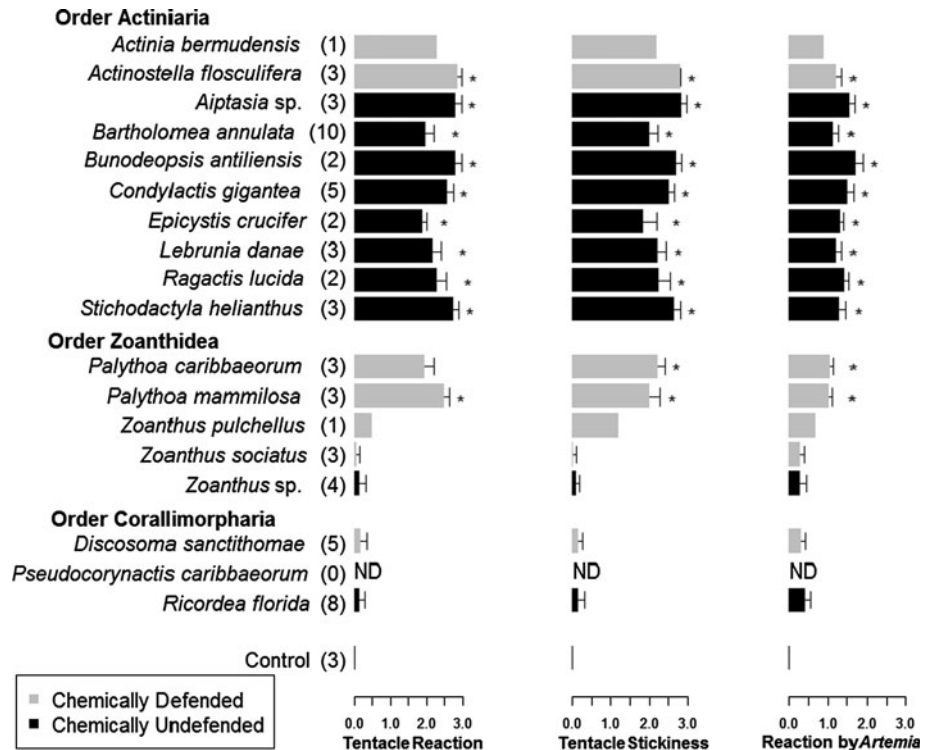 Order Actiniaria
Actinia bermudensis (1)
Actinostella flosculifera (3) * * *
Aiptasia sp. (3) * * *
Bartholomea annulata (10) * * *
Bunodeopsis antiliensis (2) * * *
Condylactis gigantea (5) * * *
Epicystis crucifer (2) * * *
Lebrunia danae (3) * * *
Ragactis lucida (2) * * *
Stichodactyla helianthus (3) * * *
Order Zoanthidea
Palythoa caribbaeorum (3) * *
Palythoa mammilosa (3) * * *
Zoanthus pulchellus (1)
Zoanthus sociatus (3)
Zoanthus sp. (4)
Order Corallimorpharia
Discosoma sanctithomae (5)
Pseudocorynactis caribbaeorum (0) ND ND ND
Ricordea florida (8)
Control (3)
Chemically Defended
Chemically Undefended
0.0 1.0 2.0 3.0 0.0 1.0 2.0 3.0 0.0 1.0 2.0 3.0
Tentacle Reaction Tentacle Stickiness Reaction by Artemia